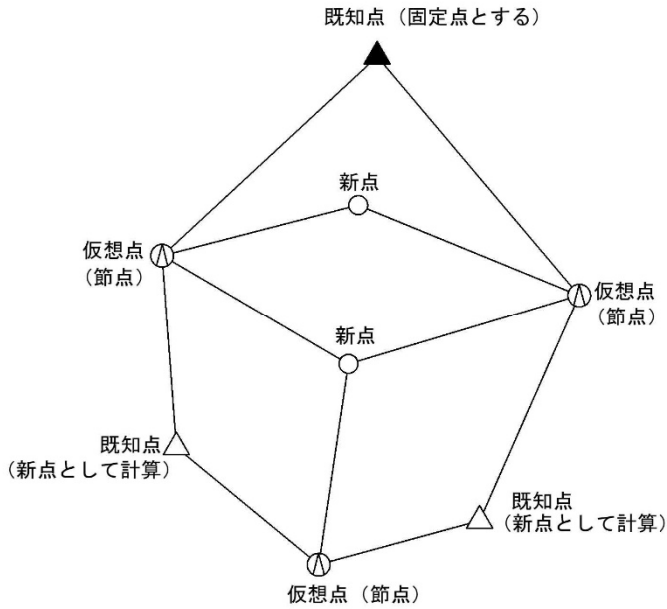 既知点（固定点とする）
新点
仮想点
（節点）
仮想点
（節点）
新点
既知点
（新点として計算）
既知点
（新点として計算）
仮想点（節点）